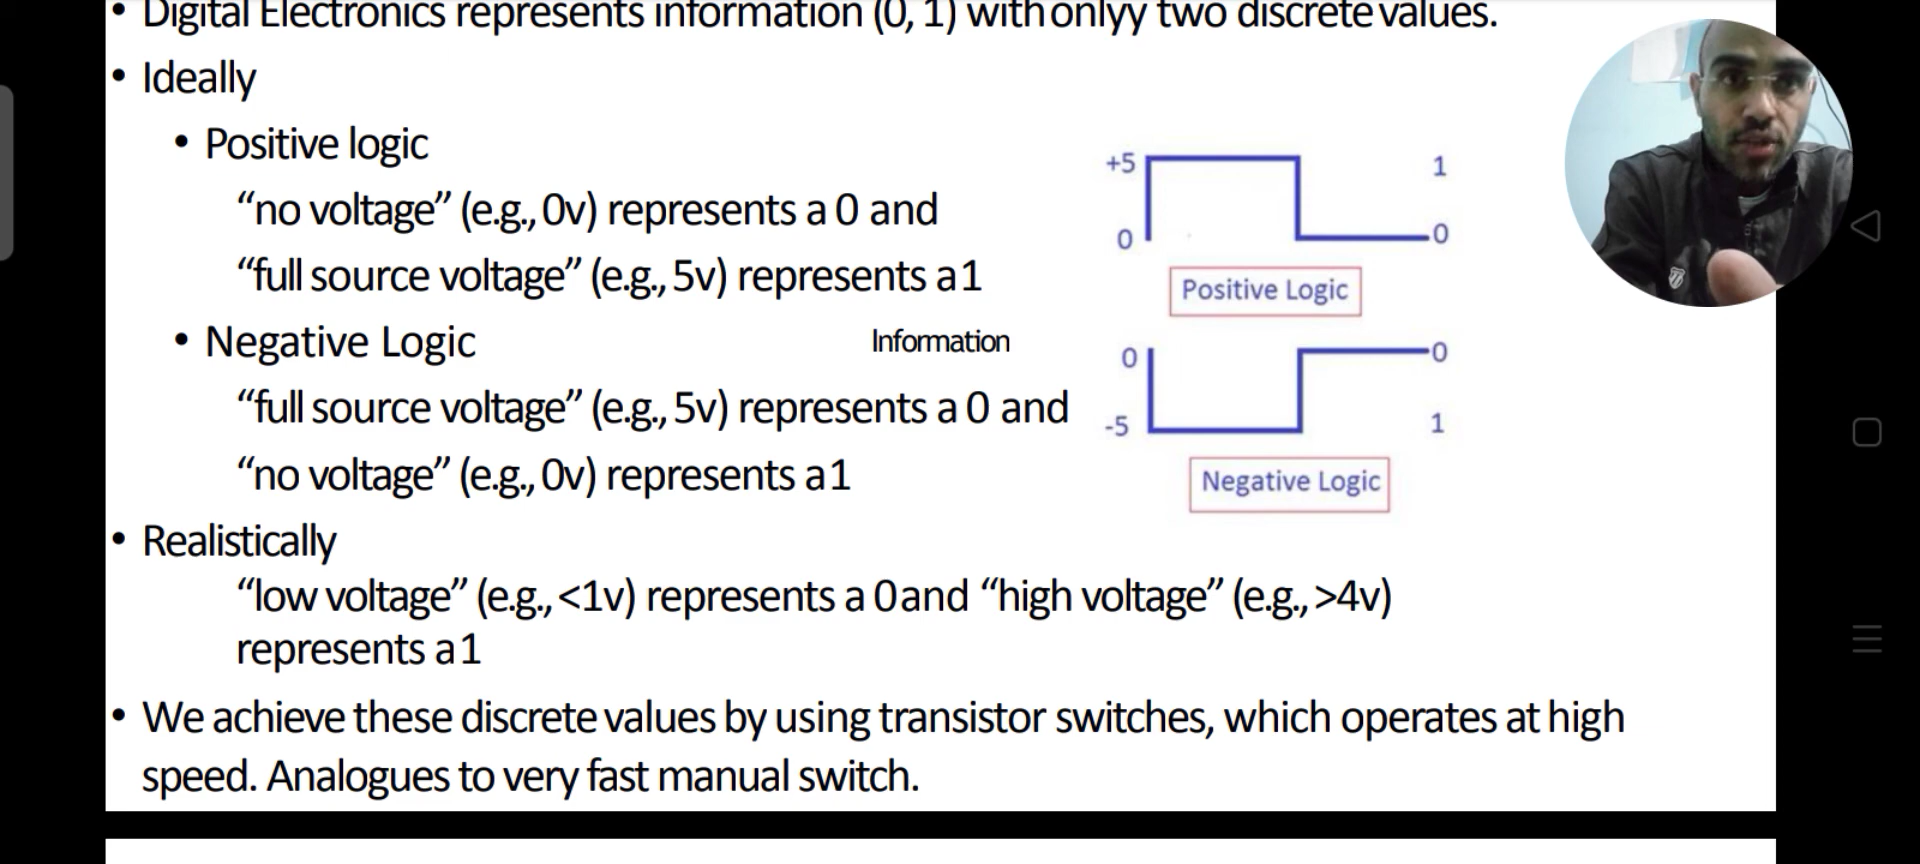 • Digital Electronics represents information (0, 1) with onlyy two discrete values.
• Ideally
• Positive logic
“no voltage” (e.g., 0v) represents a 0 and
“full source voltage” (e.g., 5v) represents a 1
+5
1
0
0
Positive Logic
• Negative Logic
Information
“full source voltage” (e.g., 5v) represents a 0 and
“no voltage” (e.g., 0v) represents a 1
0
0
-5
1
Negative Logic
• Realistically
“low voltage” (e.g., <1v) represents a 0 and “high voltage” (e.g., >4v)
represents a 1
• We achieve these discrete values by using transistor switches, which operates at high
speed. Analogues to very fast manual switch.